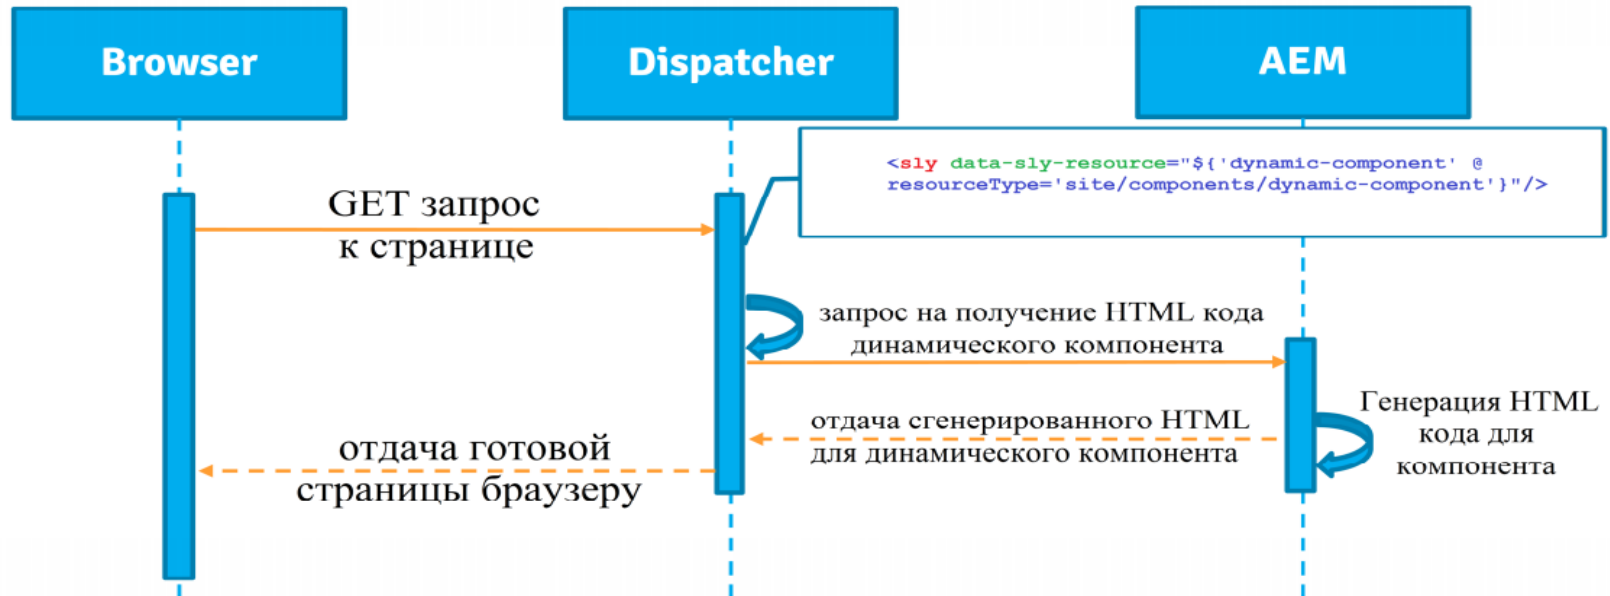 Browser
Dispatcher
AEM
<sly data-sly-resource="${'dynamic-component' @
resourceType='site/components/dynamic-component'}"/>
GET запрос
к странице
запрос на получение HTML кода
динамического компонента
Генерация HTML
кода для
компонента
отдача сгенерированного HTML
для динамического компонента
отдача готовой
страницы браузеру